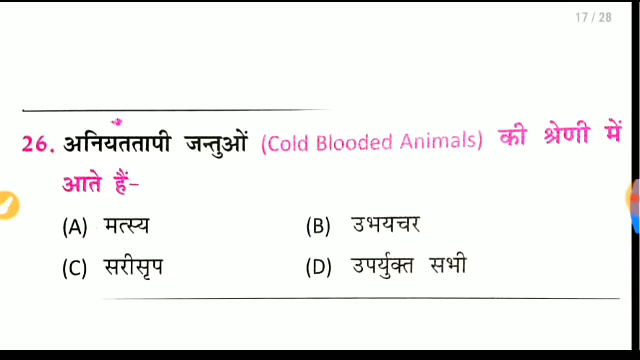 17 / 28
26. अनियततापी जन्तुओं (Cold Blooded Animals) की श्रेणी में
आते हैं-
(A) मत्स्य (B) उभयचर
(C) सरीसृप (D) उपर्युक्त सभी